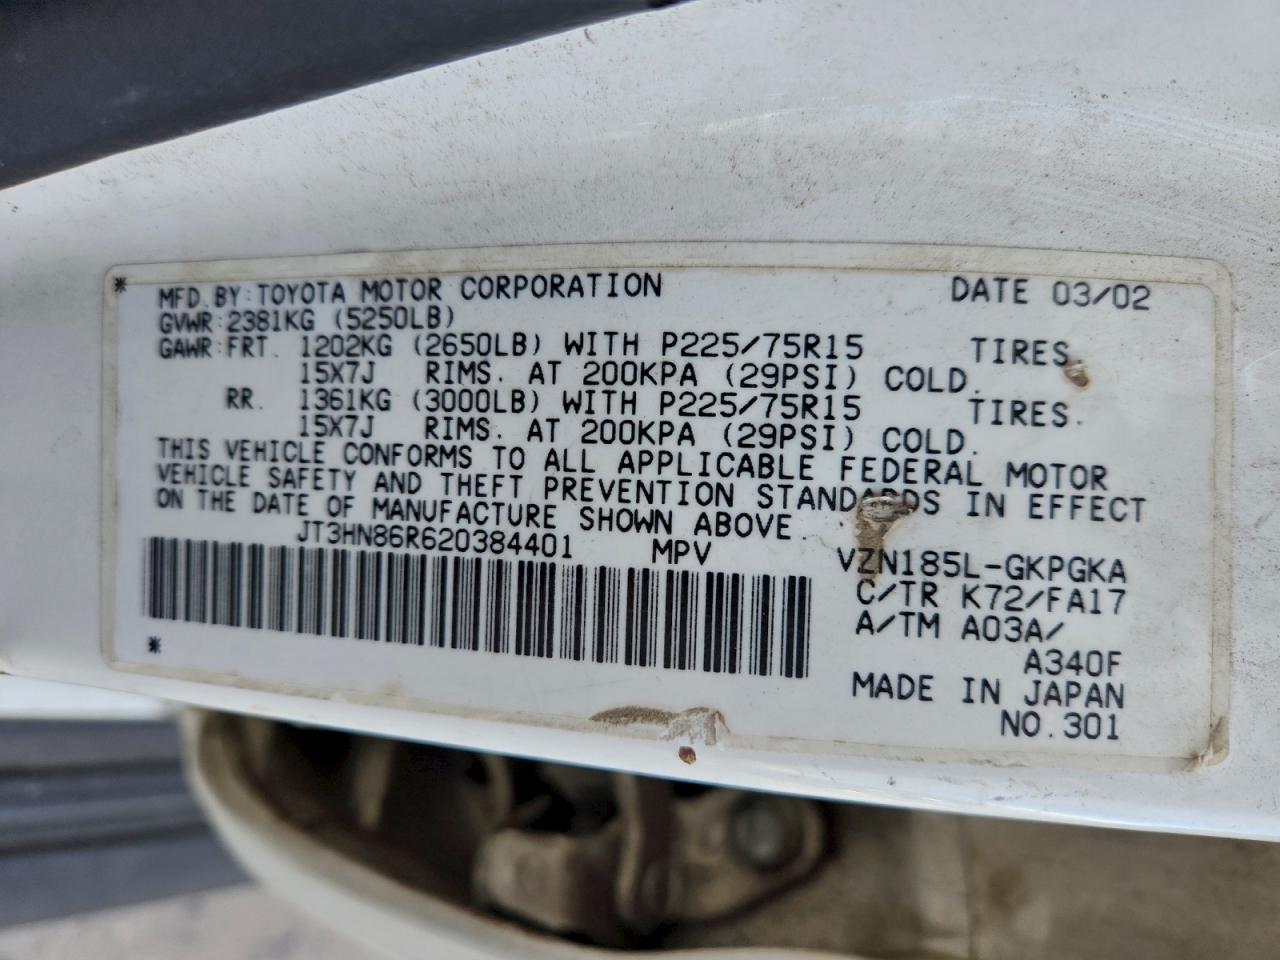 * MFD. BY: TOYOTA MOTOR CORPORATION DATE 03/02
GVWR: 2381KG (5250LB)
GAWR: FRT. 1202KG (2650LB) WITH P225/75R15 TIRES.
15X7J RIMS. AT 200KPA (29PSI) COLD.
RR. 1361KG (3000LB) WITH P225/75R15 TIRES.
15X7J RIMS. AT 200KPA (29PSI) COLD.
THIS VEHICLE CONFORMS TO ALL APPLICABLE FEDERAL MOTOR
VEHICLE SAFETY AND THEFT PREVENTION STANDARDS IN EFFECT
ON THE DATE OF MANUFACTURE SHOWN ABOVE.
JT3HN86R620384401 MPV VZN185L-GKPGKA
C/TR K72/FA17
A/TM A03A/
* A340F
MADE IN JAPAN
NO. 301